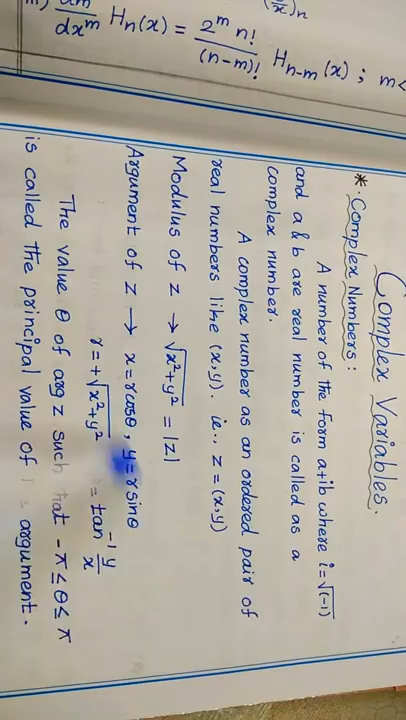 d^m/dx^m H_n(x) = 2^m n!/(n-m)! H_{n-m}(x) ; m<
Complex Variables.
* Complex Numbers :
A number of the form a+ib where i=√(-1)
and a & b are real number is called as a
complex number.
A complex number as an ordered pair of
real numbers like (x,y). ie., z=(x,y)
Modulus of z → √x²+y² = |z|
Argument of z → x=rcosθ, y=rsinθ
r=+√x²+y² = tan⁻¹ y/x
The value θ of arg z such that -π≤θ≤π
is called the principal value of argument.